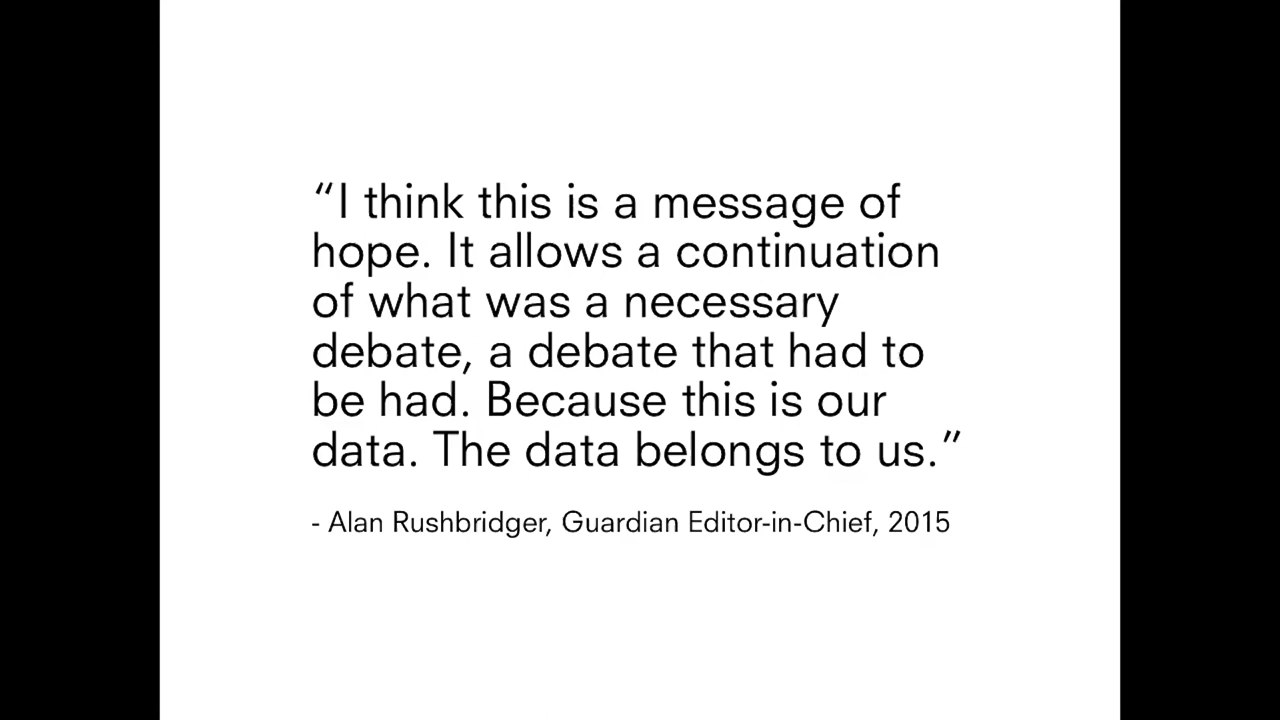 “I think this is a message of
hope. It allows a continuation
of what was a necessary
debate, a debate that had to
be had. Because this is our
data. The data belongs to us.”
- Alan Rushbridger, Guardian Editor-in-Chief, 2015